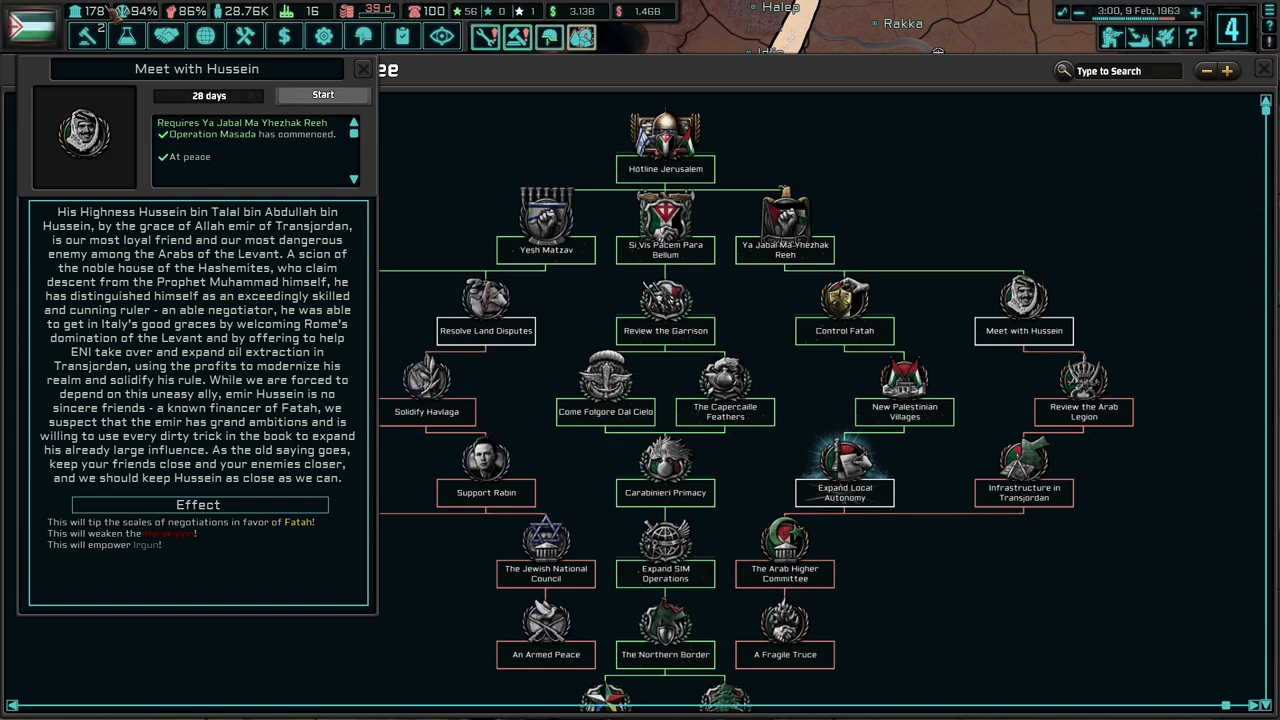 178
94%
86%
28.76K
16
39 d
100
56
0
1
3.13B
1.46B
Halep
Rakka
3:00, 9 Feb, 1963
4
2
Meet with Hussein
ee
Type to Search
28 days
Start
Requires Ya Jabal Ma Yhezhak Reeh
Operation Masada has commenced.
At peace
His Highness Hussein bin Talal bin Abdullah bin
Hussein, by the grace of Allah emir of Transjordan,
is our most loyal friend and our most dangerous
enemy among the Arabs of the Levant. A scion of
the noble house of the Hashemites, who claim
descent from the Prophet Muhammad himself, he
has distinguished himself as an exceedingly skilled
and cunning ruler - an able negotiator, he was able
to get in Italy's good graces by welcoming Rome's
domination of the Levant and by offering to help
ENI take over and expand oil extraction in
Transjordan, using the profits to modernize his
realm and solidify his rule. While we are forced to
depend on this uneasy ally, emir Hussein is no
sincere friends - a known financer of Fatah, we
suspect that the emir has grand ambitions and is
willing to use every dirty trick in the book to expand
his already large influence. As the old saying goes,
keep your friends close and your enemies closer,
and we should keep Hussein as close as we can.
Effect
This will tip the scales of negotiations in favor of Fatah!
This will weaken the
This will empower Irgun!
Hotline Jerusalem
Yesh Matzav
Si Vis Pacem Para
Bellum
Ya Jabal Ma Yhezhak
Reeh
Resolve Land Disputes
Review the Garrison
Control Fatah
Meet with Hussein
Solidify Havlaga
Come Folgore Dal Cielo
The Capercaille
Feathers
New Palestinian
Villages
Review the Arab
Legion
Support Rabin
Carabinieri Primacy
Expand Local
Autonomy
Infrastructure in
Transjordan
The Jewish National
Council
Expand SIM
Operations
The Arab Higher
Committee
An Armed Peace
The Northern Border
A Fragile Truce